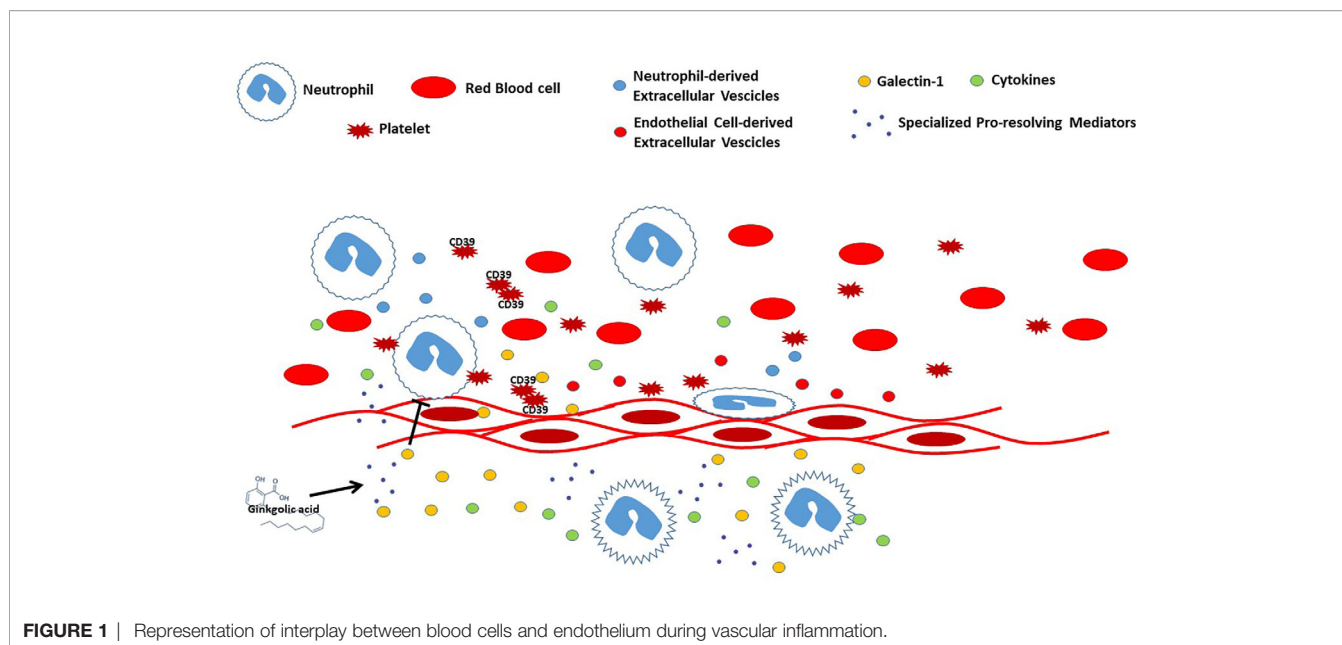 Neutrophil
Red Blood cell
Platelet
Neutrophil-derived
Extracellular Vescicles
Endothelial Cell-derived
Extracellular Vescicles
Galectin-1
Cytokines
Specialized Pro-resolving Mediators
CD39
CD39
CD39
CD39
CD39
OH
O
OH
Ginkgolic acid
FIGURE 1 | Representation of interplay between blood cells and endothelium during vascular inflammation.